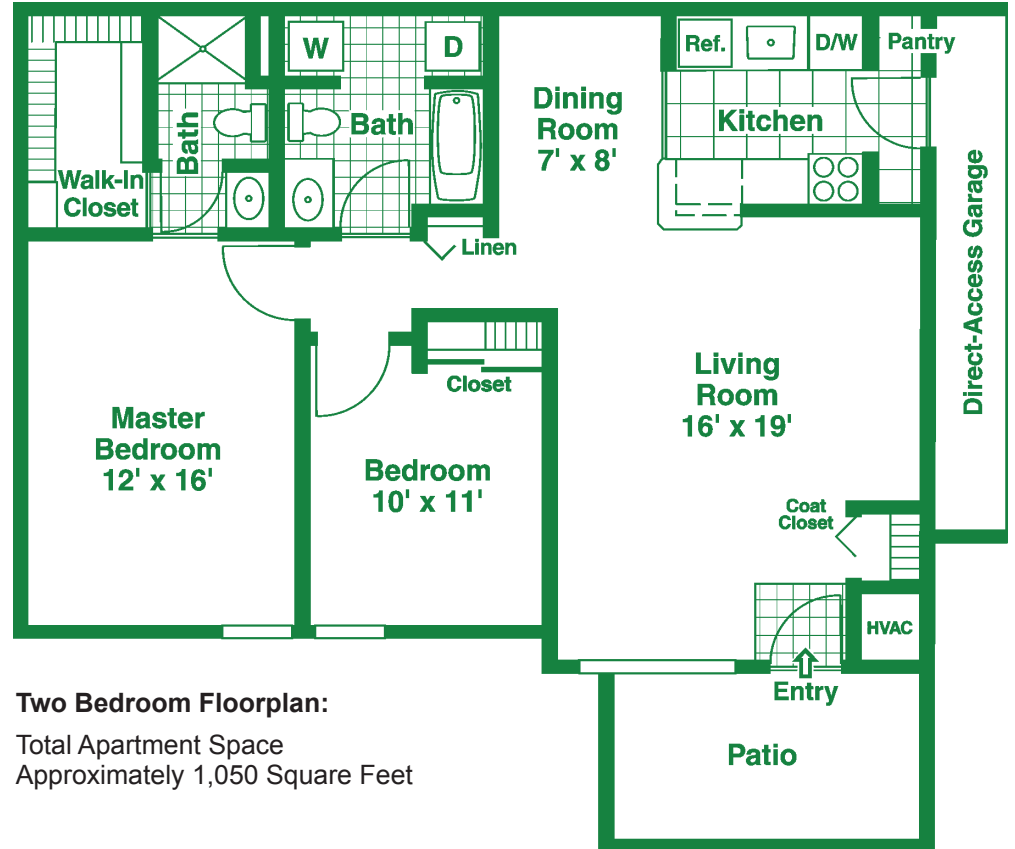 W
D
Ref.
D/W
Pantry
Dining
Room
7' x 8'
Kitchen
Bath
Bath
Walk-In
Closet
Linen
Direct-Access Garage
Closet
Living
Room
16' x 19'
Master
Bedroom
12' x 16'
Bedroom
10' x 11'
Coat
Closet
HVAC
Entry
Patio
Two Bedroom Floorplan:
Total Apartment Space
Approximately 1,050 Square Feet